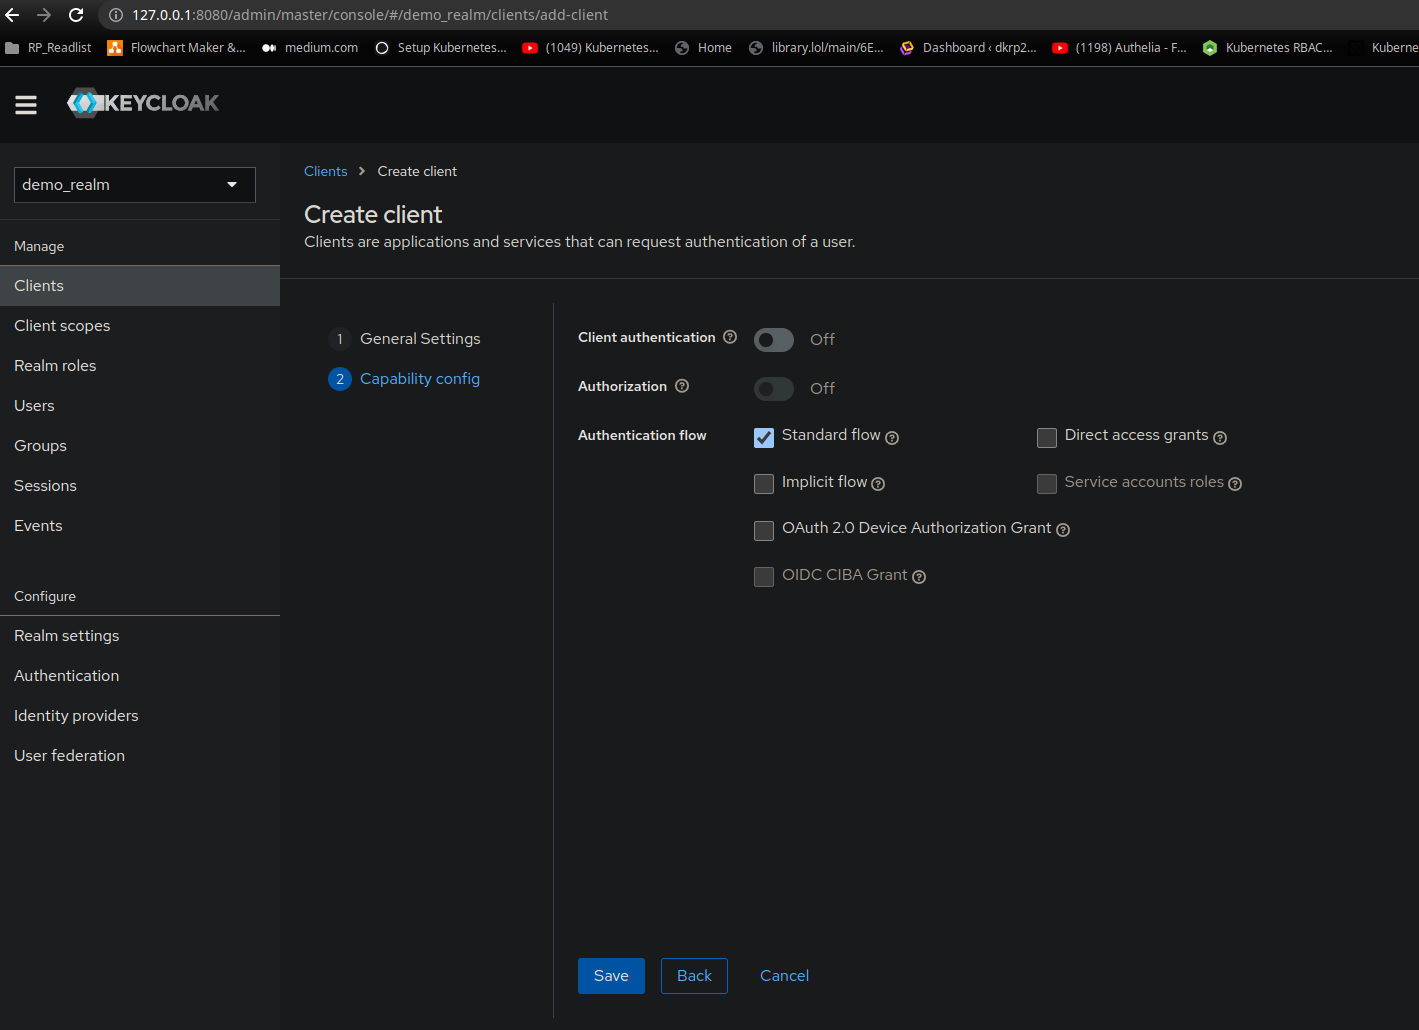 127.0.0.1:8080/admin/master/console/#/demo_realm/clients/add-client
RP_Readlist Flowchart Maker &... medium.com Setup Kubernetes... (1049) Kubernetes... Home library.lol/main/6E... Dashboard ‹ dkrp2... (1198) Authelia - F... Kubernetes RBAC... Kuberne
KEYCLOAK
demo_realm
Manage
Clients
Client scopes
Realm roles
Users
Groups
Sessions
Events
Configure
Realm settings
Authentication
Identity providers
User federation
Clients > Create client
Create client
Clients are applications and services that can request authentication of a user.
1 General Settings
2 Capability config
Client authentication ? Off
Authorization ? Off
Authentication flow
Standard flow ? Direct access grants ?
Implicit flow ? Service accounts roles ?
OAuth 2.0 Device Authorization Grant ?
OIDC CIBA Grant ?
Save Back Cancel